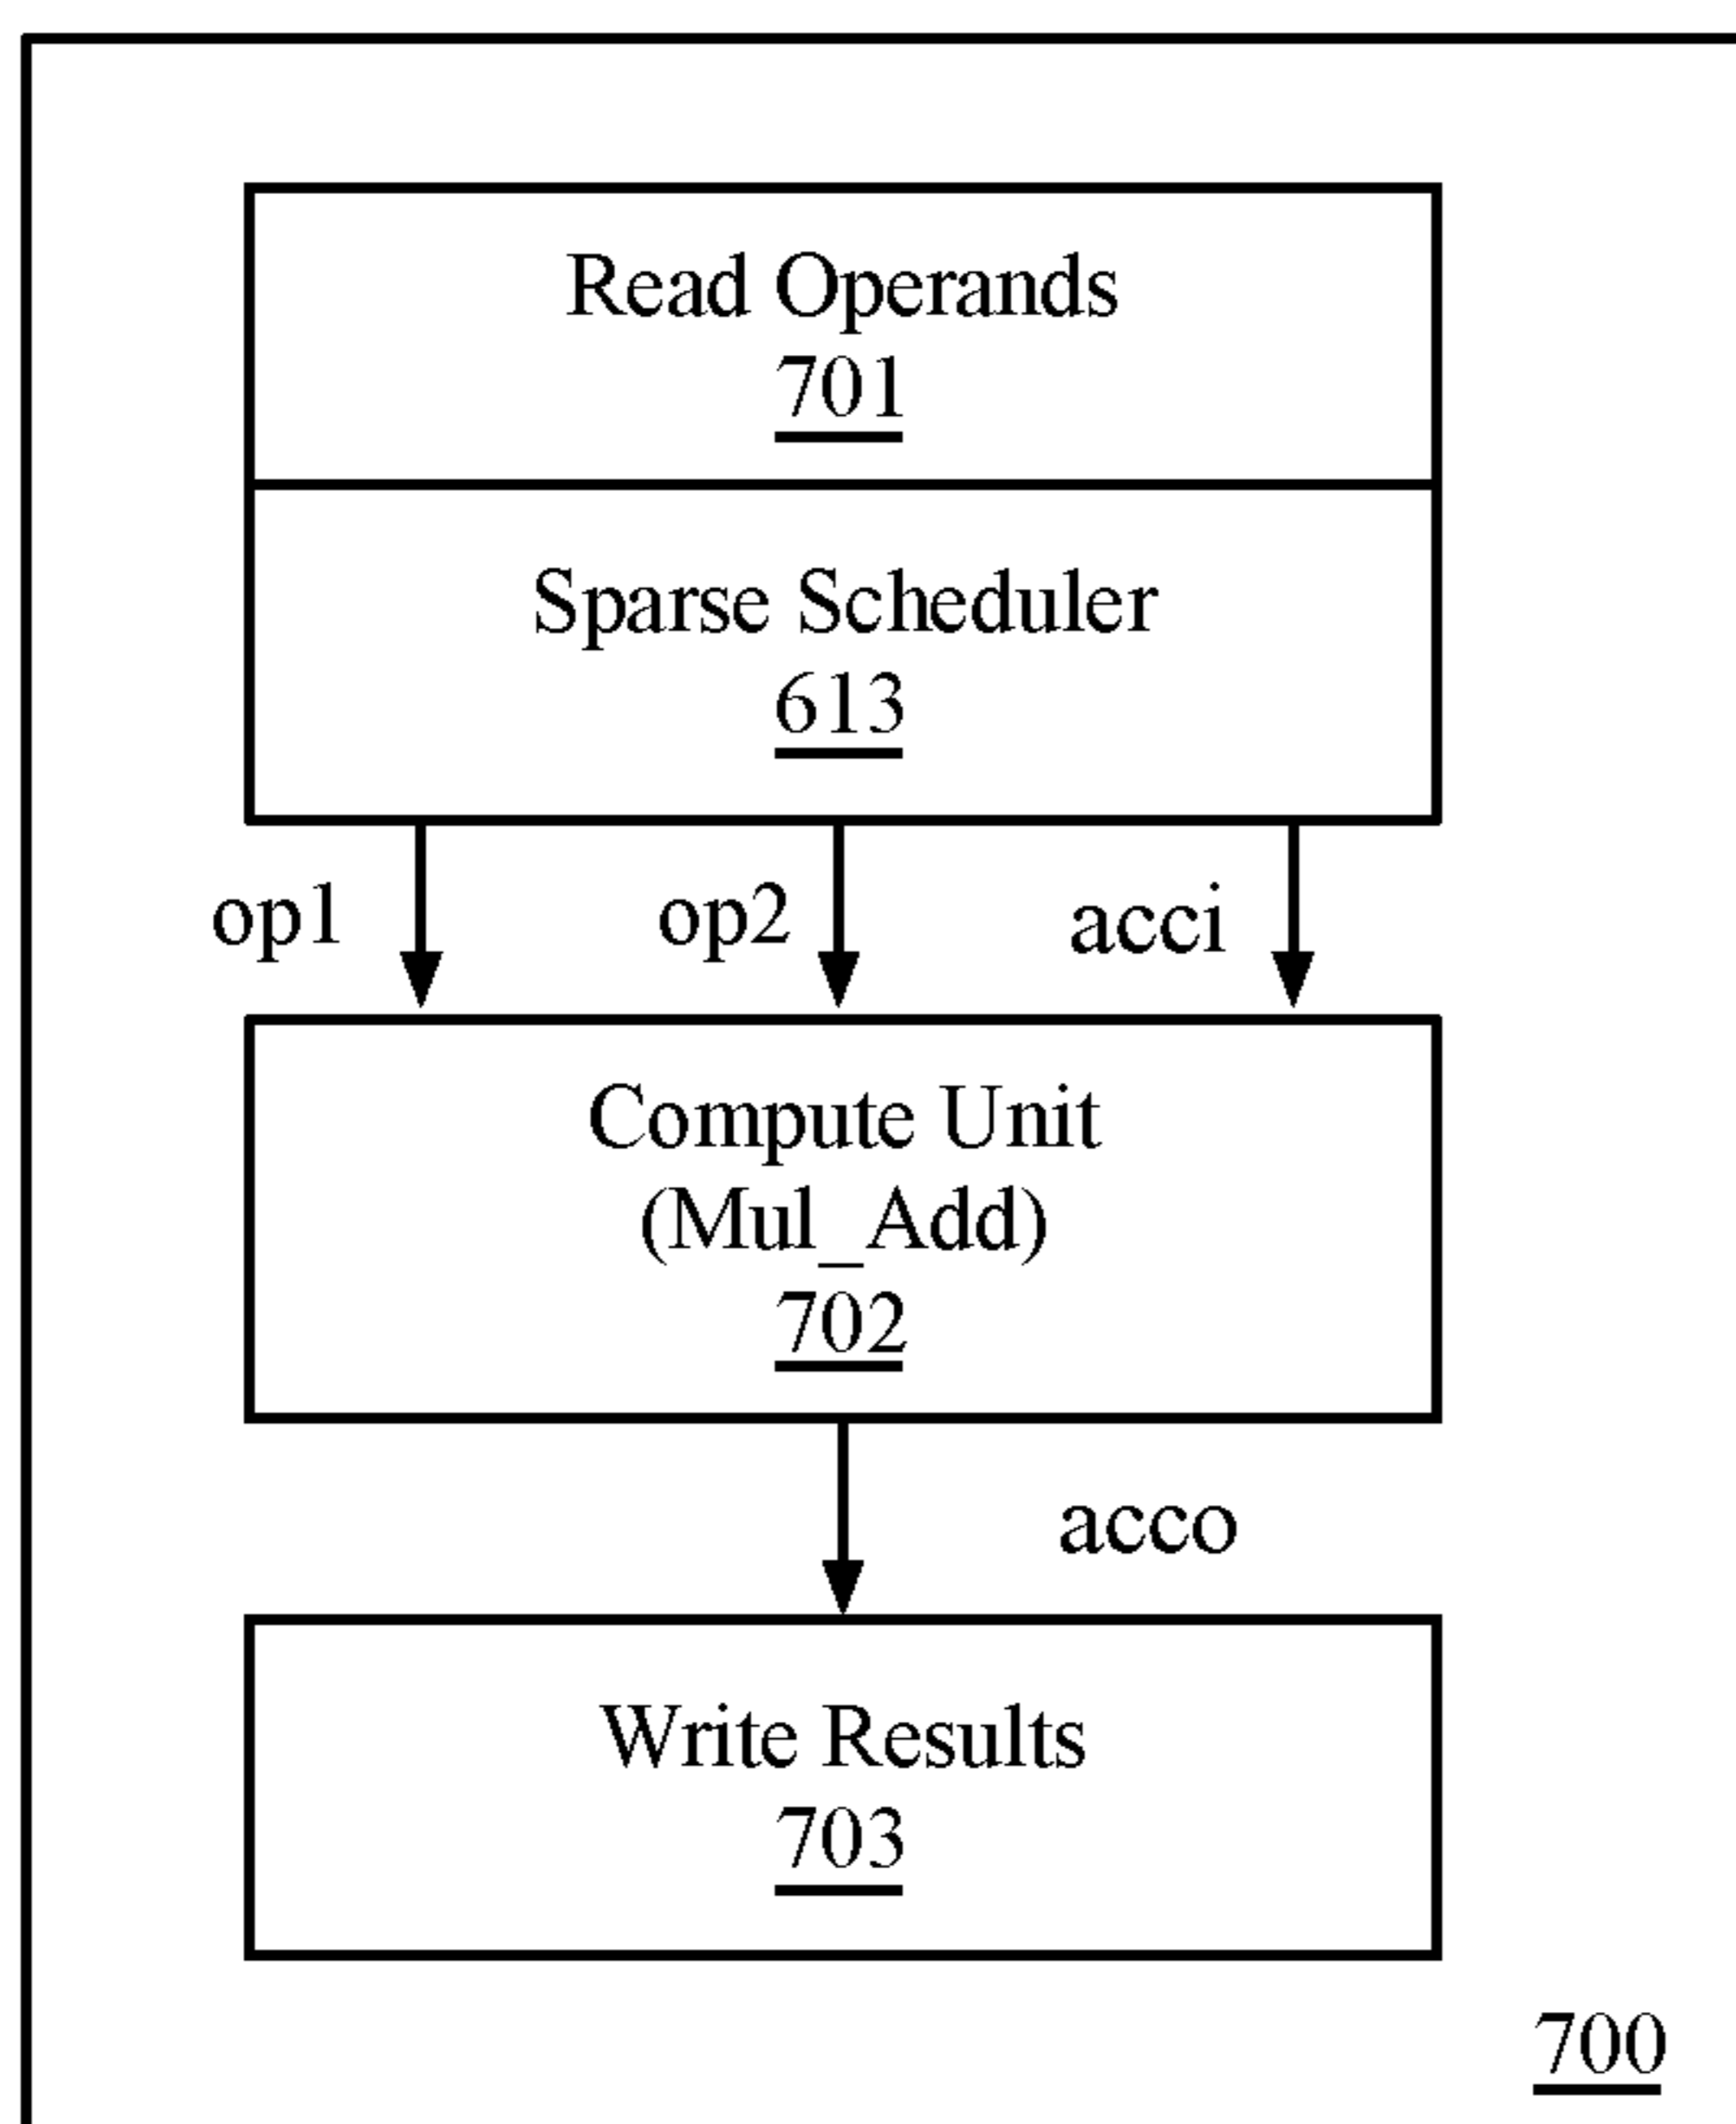 Read Operands
701
Sparse Scheduler
613
op1 op2 acci
Compute Unit
(Mul_Add)
702
acco
Write Results
703
700